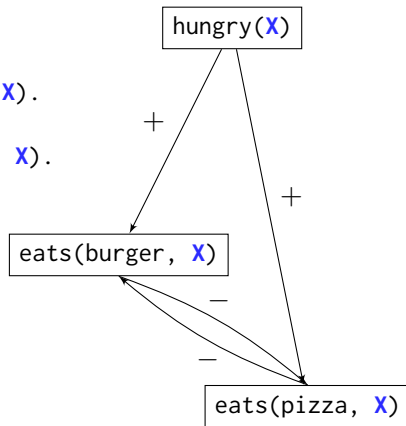 hungry(X)
X).
+
X).
+
eats(burger, X)
−
−
eats(pizza, X)